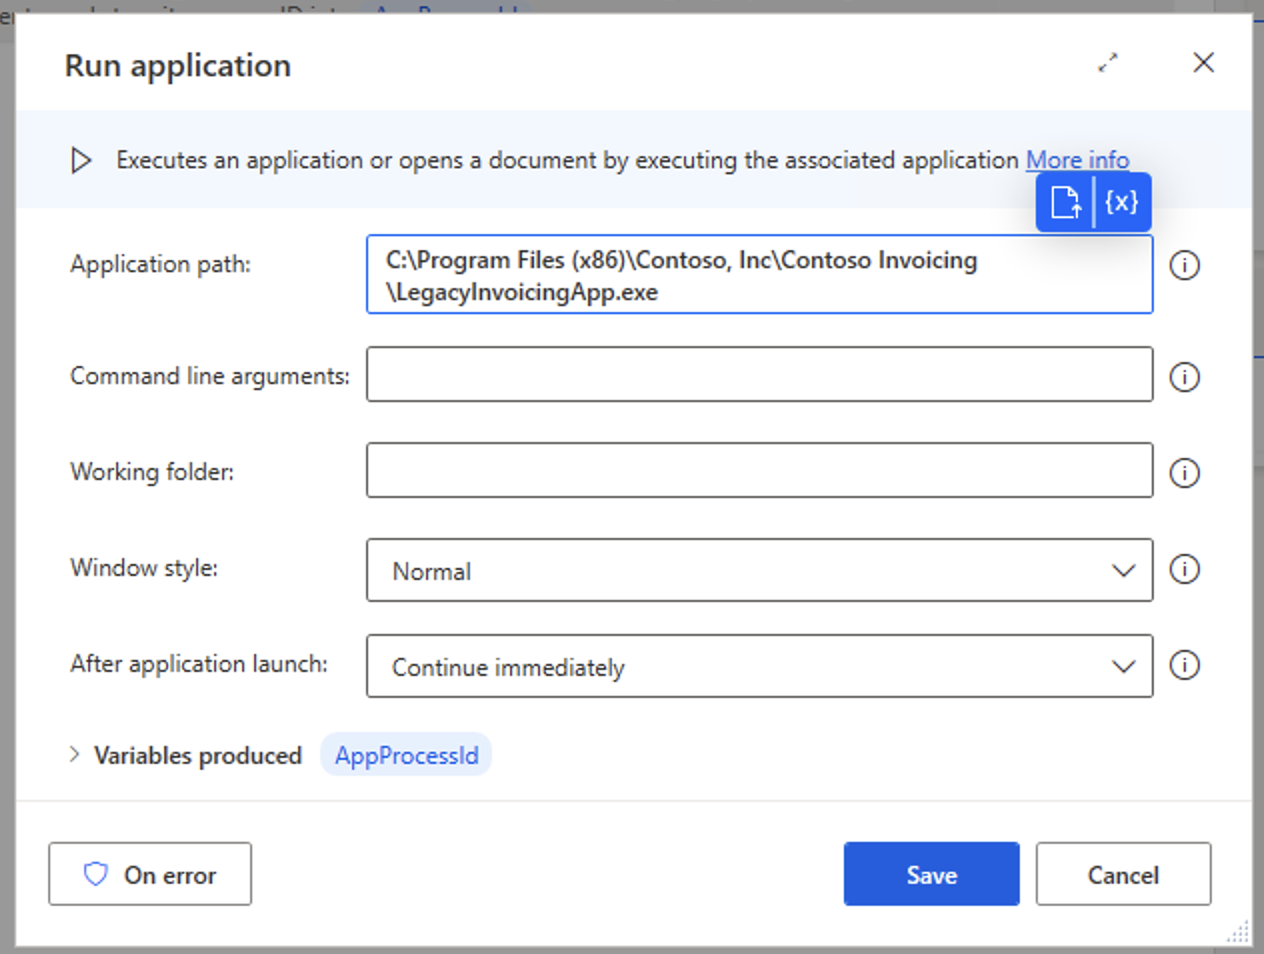 Run application
Executes an application or opens a document by executing the associated application More info
{x}
Application path:
C:\Program Files (x86)\Contoso, Inc\Contoso Invoicing
\LegacyInvoicingApp.exe
Command line arguments:
Working folder:
Window style:
Normal
After application launch:
Continue immediately
Variables produced AppProcessId
On error
Save
Cancel